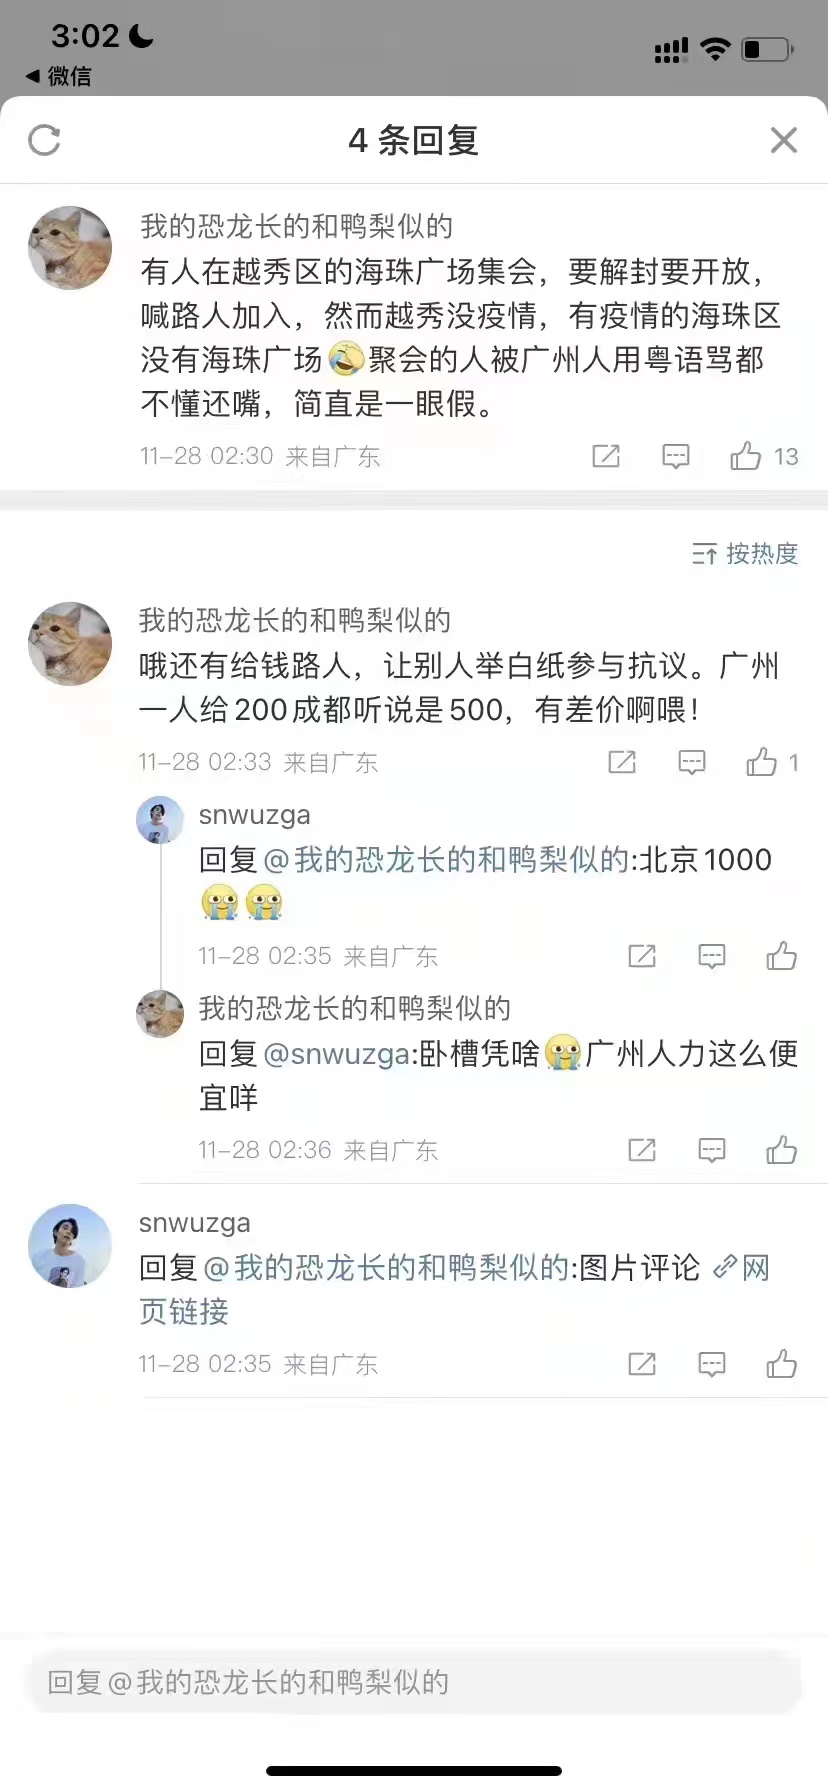 3:02
微信
4 条回复
我的恐龙长的和鸭梨似的
有人在越秀区的海珠广场集会，要解封要开放，
喊路人加入，然而越秀没疫情，有疫情的海珠区
没有海珠广场🤣聚会的人被广州人用粤语骂都
不懂还嘴，简直是一眼假。
11-28 02:30 来自广东
13
按热度
我的恐龙长的和鸭梨似的
哦还有给钱路人，让别人举白纸参与抗议。广州
一人给200成都听说是500，有差价啊喂！
11-28 02:33 来自广东
1
snwuzga
回复@我的恐龙长的和鸭梨似的:北京1000
😭😭
11-28 02:35 来自广东
我的恐龙长的和鸭梨似的
回复@snwuzga:卧槽凭啥😭广州人力这么便
宜咩
11-28 02:36 来自广东
snwuzga
回复@我的恐龙长的和鸭梨似的:图片评论 网
页链接
11-28 02:35 来自广东
回复@我的恐龙长的和鸭梨似的